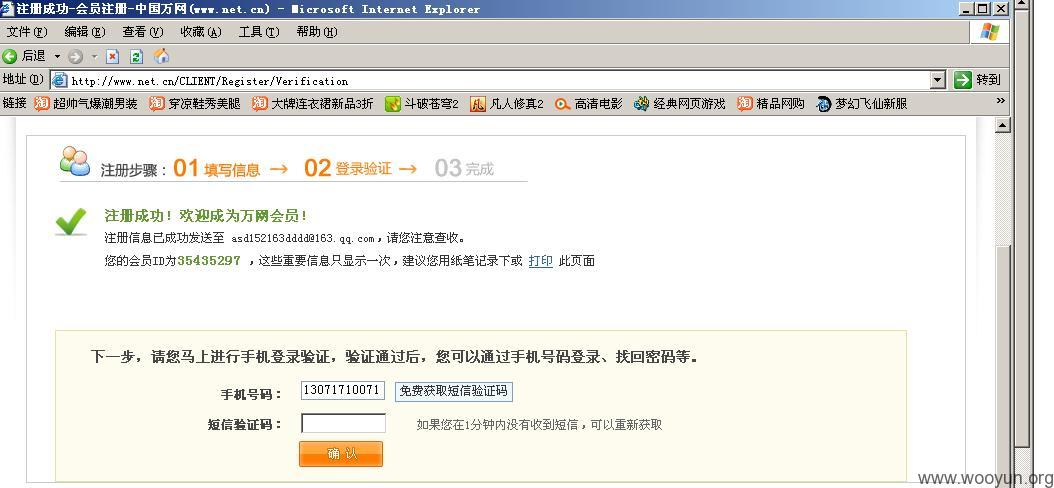 注册成功-会员注册-中国万网(www.net.cn) - Microsoft Internet Explorer
文件(F) 编辑(E) 查看(V) 收藏(A) 工具(T) 帮助(H)
后退
地址(D) http://www.net.cn/CLIENT/Register/Verification 转到
链接 超帅气爆潮男装 穿凉鞋秀美腿 大牌连衣裙新品3折 斗破苍穹2 凡人修真2 高清电影 经典网页游戏 精品网购 梦幻飞仙新服 »
注册步骤：01 填写信息 → 02 登录验证 → 03 完成
注册成功！欢迎成为万网会员！
注册信息已成功发送至 asd152163dddd@163.qq.com，请您注意查收。
您的会员ID为35435297 ，这些重要信息只显示一次，建议您用纸笔记录下或 打印 此页面
下一步，请您马上进行手机登录验证，验证通过后，您可以通过手机号码登录、找回密码等。
手机号码： 13071710071 免费获取短信验证码
短信验证码： 如果您在1分钟内没有收到短信，可以重新获取
确 认
www.wooyun.org